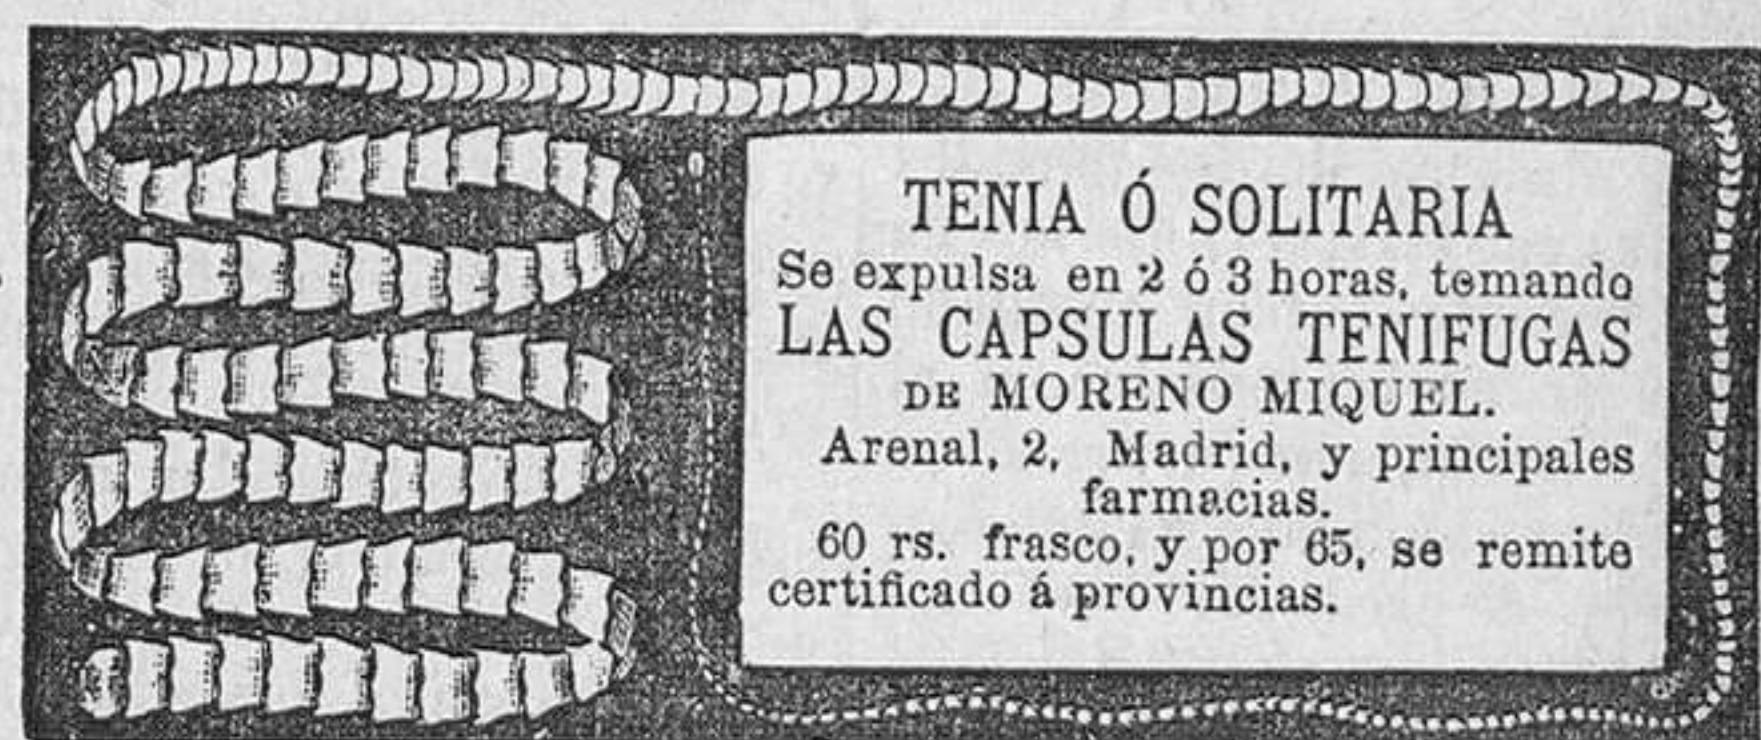 TENIA Ó SOLITARIA
Se expulsa en 2 ó 3 horas, temando
LAS CAPSULAS TENIFUGAS
DE MORENO MIQUEL.
Arenal, 2, Madrid, y principales
farmacias.
60 rs. frasco, y por 65, se remite
certificado á provincias.